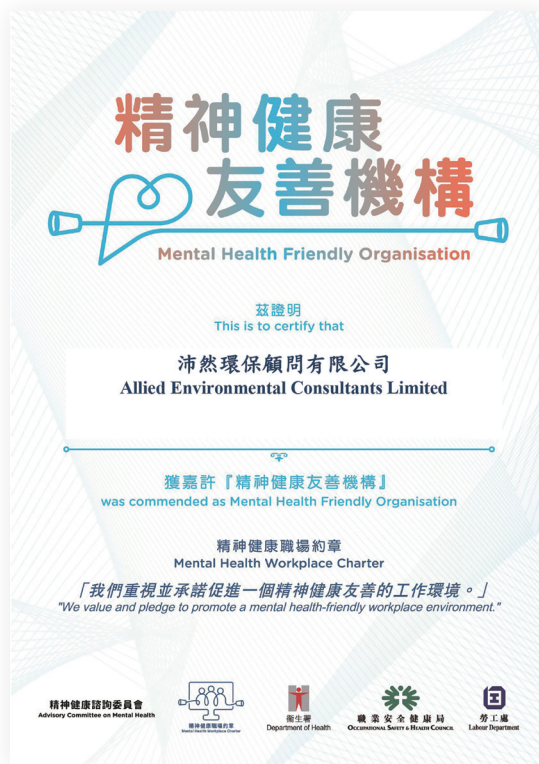 精神健康
友善機構
Mental Health Friendly Organisation
茲證明
This is to certify that
沛然環保顧問有限公司
Allied Environmental Consultants Limited
獲嘉許『精神健康友善機構』
was commended as Mental Health Friendly Organisation
精神健康職場約章
Mental Health Workplace Charter
「我們重視並承諾促進一個精神健康友善的工作環境。」
"We value and pledge to promote a mental health-friendly workplace environment."
精神健康諮詢委員會
Advisory Committee on Mental Health
精神健康職場約章
Mental Health Workplace Charter
衞生署
Department of Health
職業安全健康局
Occupational Safety & Health Council
勞工處
Labour Department